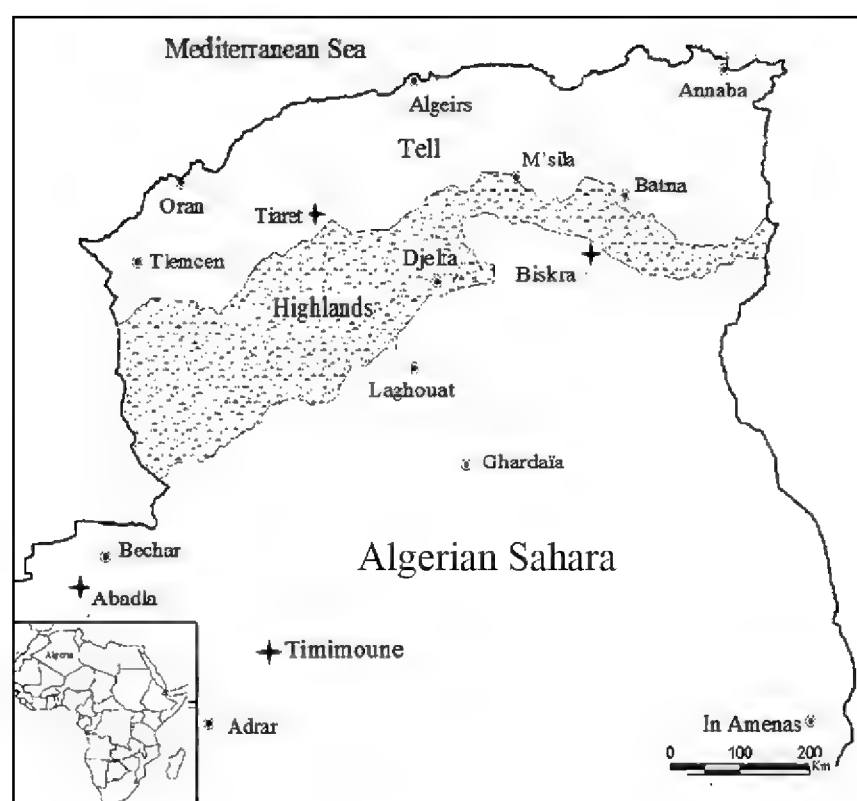 Mediterranean Sea
Algeirs
Annaba
Tell
M'sila
Batna
Oran
Tiaret
Tlemcen
Djelfa
Biskra
Highlands
Laghouat
Ghardaïa
Bechar
Algerian Sahara
Abadla
Algeria
Timimoune
Adrar
In Amenas
0 100 200
Km